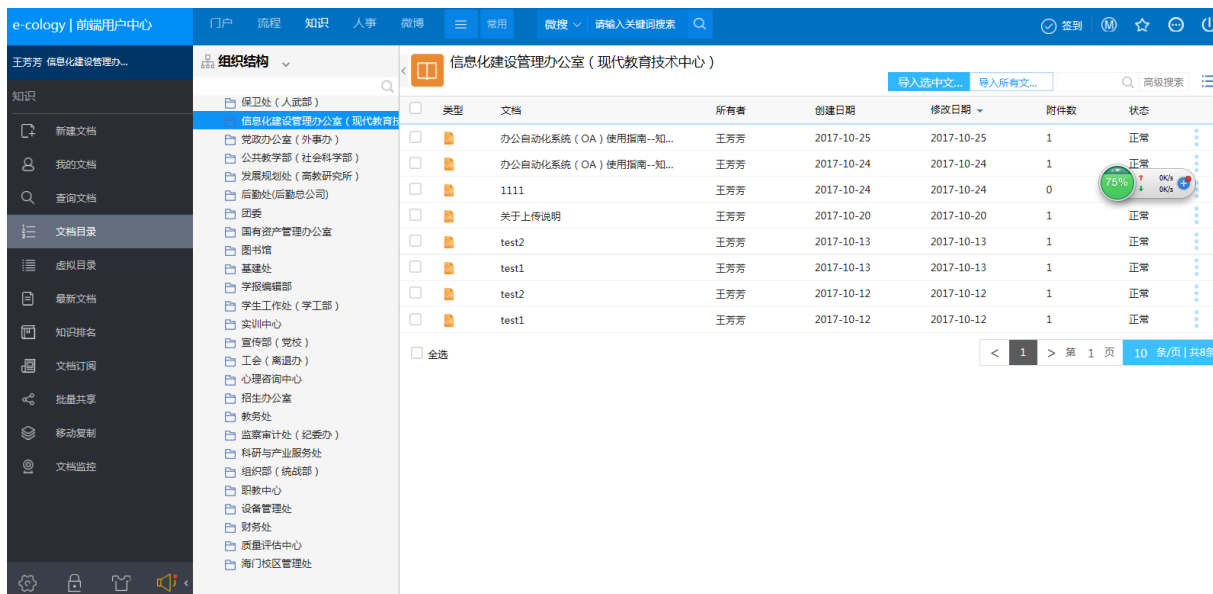 e-cology | 前端用户中心 门户 流程 知识 人事 微博 常用 微搜 请输入关键词搜索 签到 M
王芳芳 信息化建设管理办...
知识
新建文档
我的文档
查询文档
文档目录
虚拟目录
最新文档
知识排名
文档订阅
批量共享
移动复制
文档监控
组织结构
保卫处（人武部）
信息化建设管理办公室（现代教育技
党政办公室（外事办）
公共教学部（社会科学部）
发展规划处（高教研究所）
后勤处(后勤总公司)
团委
国有资产管理办公室
图书馆
基建处
学报编辑部
学生工作处（学工部）
实训中心
宣传部（党校）
工会（离退办）
心理咨询中心
招生办公室
教务处
监察审计处（纪委办）
科研与产业服务处
组织部（统战部）
职教中心
设备管理处
财务处
质量评估中心
海门校区管理处
信息化建设管理办公室（现代教育技术中心）
导入选中文... 导入所有文... 高级搜索
类型 文档 所有者 创建日期 修改日期 附件数 状态
办公自动化系统（OA）使用指南--知... 王芳芳 2017-10-25 2017-10-25 1 正常
办公自动化系统（OA）使用指南--知... 王芳芳 2017-10-24 2017-10-24 1 正常
1111 王芳芳 2017-10-24 2017-10-24 0
75% 0K/s
0K/s
关于上传说明 王芳芳 2017-10-20 2017-10-20 1 正常
test2 王芳芳 2017-10-13 2017-10-13 1 正常
test1 王芳芳 2017-10-13 2017-10-13 1 正常
test2 王芳芳 2017-10-12 2017-10-12 1 正常
test1 王芳芳 2017-10-12 2017-10-12 1 正常
全选 < 1 > 第 1 页 10 条/页 | 共8条